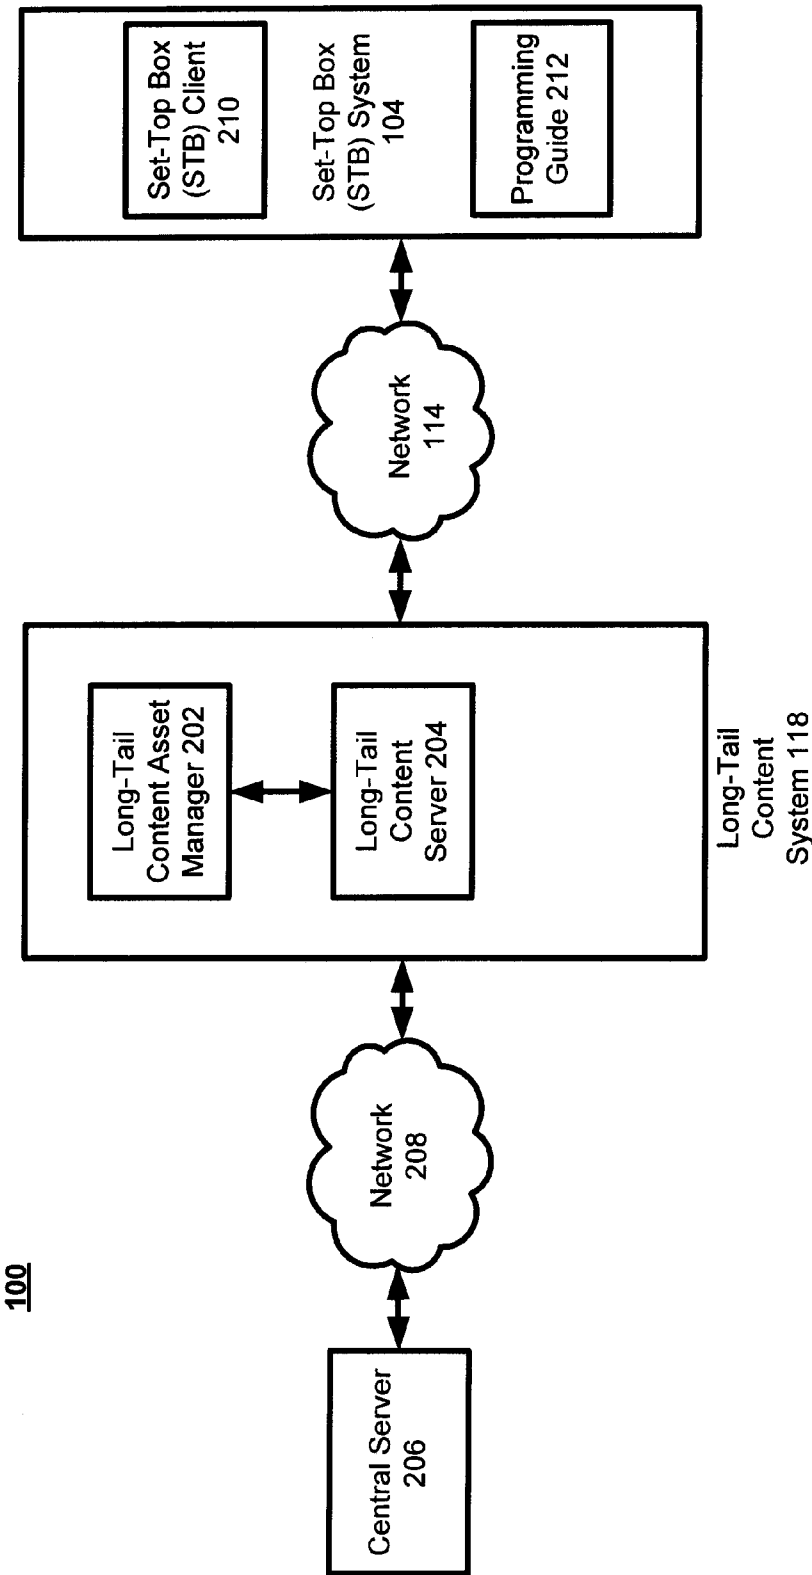 100
Central Server
206
Network
208
Long-Tail
Content Asset
Manager 202
Long-Tail
Content
Server 204
Long-Tail
Content
System 118
Network
114
Set-Top Box
(STB) Client
210
Set-Top Box
(STB) System
104
Programming
Guide 212